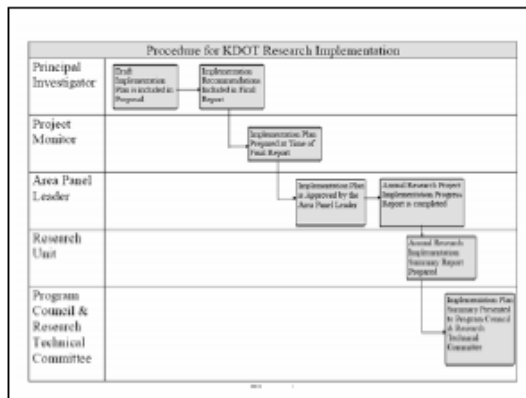 Procedure for KDOT Research Implementation
Principal
Investigator
Draft
Implementation
Plan is included in
Proposal
Implementation
Recommendations
Included in Final
Report
Project
Monitor
Implementation Plan
Prepared at Time of
Final Report
Area Panel
Leader
Implementation Plan
is Approved by the
Area Panel Leader
Annual Research Project
Implementation Progress
Report is completed
Research
Unit
Annual Research
Implementation
Summary Report
Prepared
Program
Council &
Research
Technical
Committee
Implementation Plan
Summary Presented
to Program Council
& Research
Technical
Committee